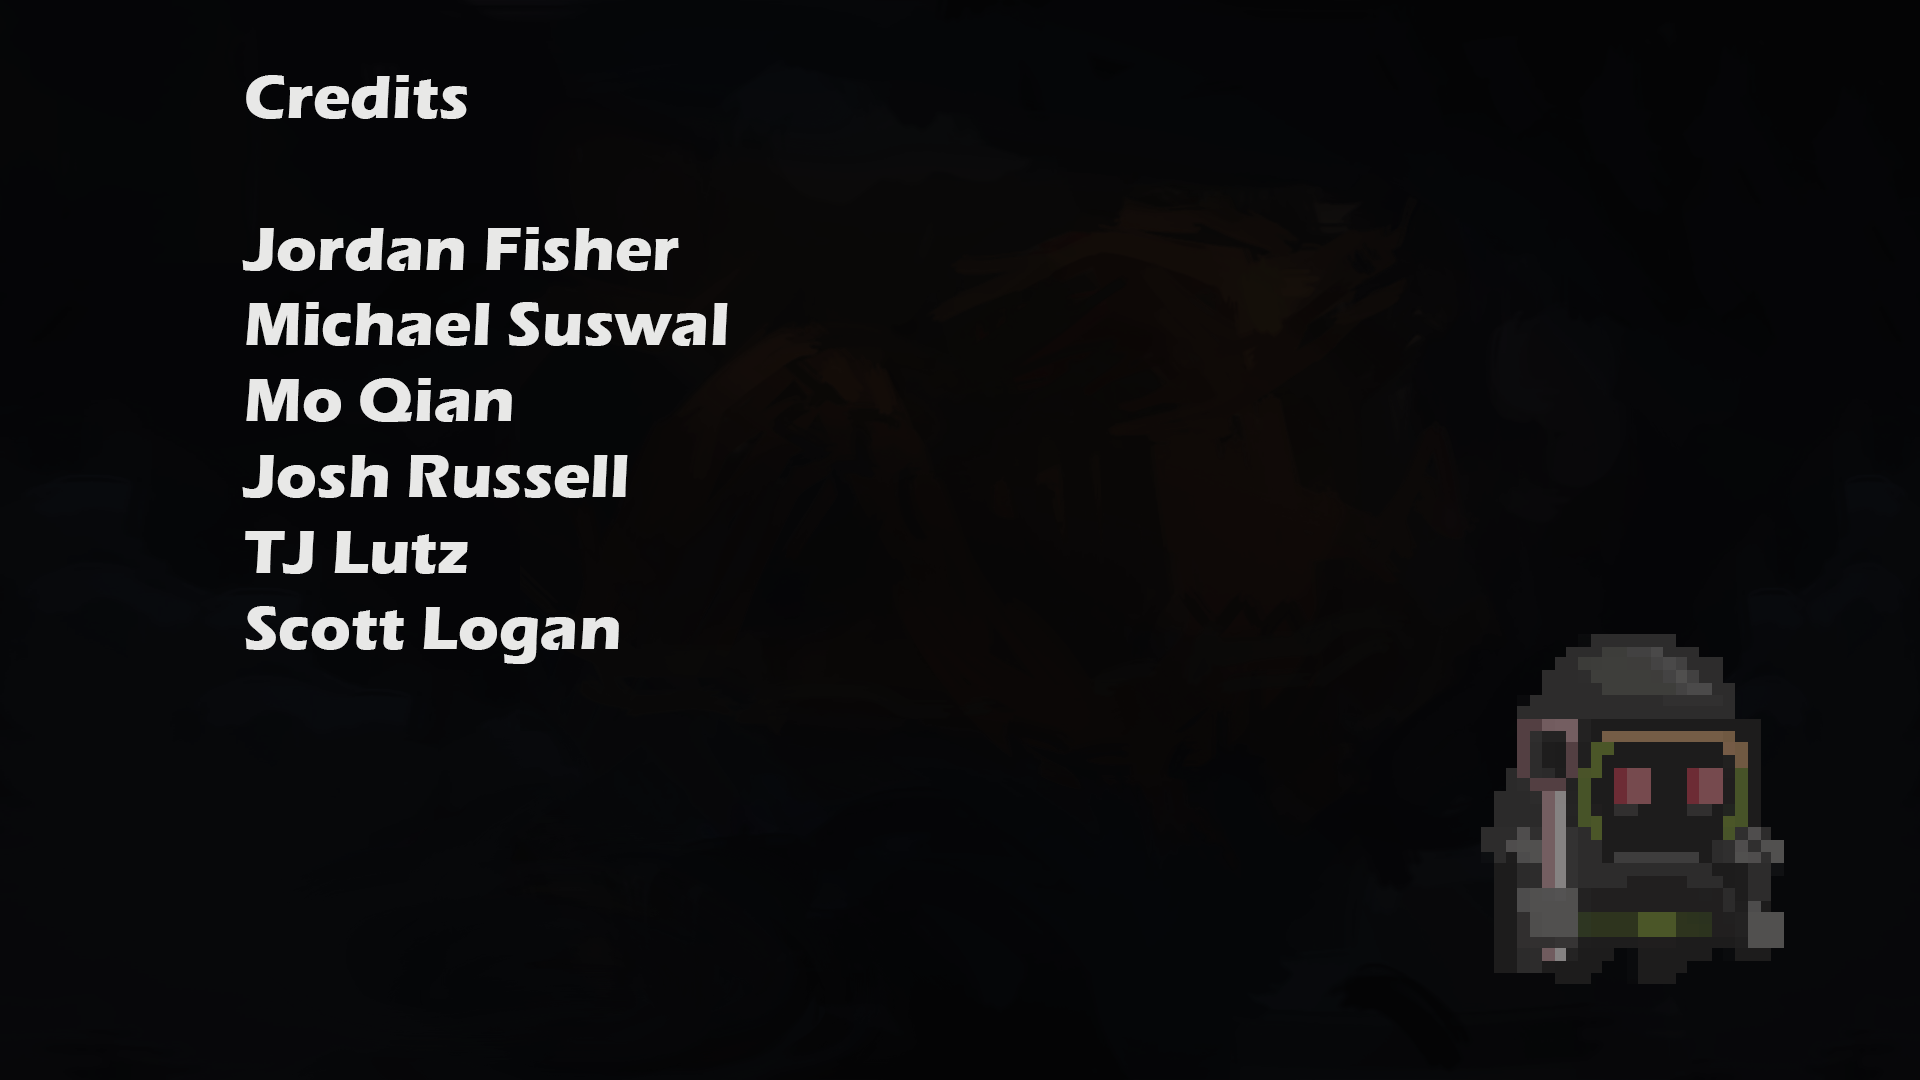 Credits
Jordan Fisher
Michael Suswal
Mo Qian
Josh Russell
TJ Lutz
Scott Logan